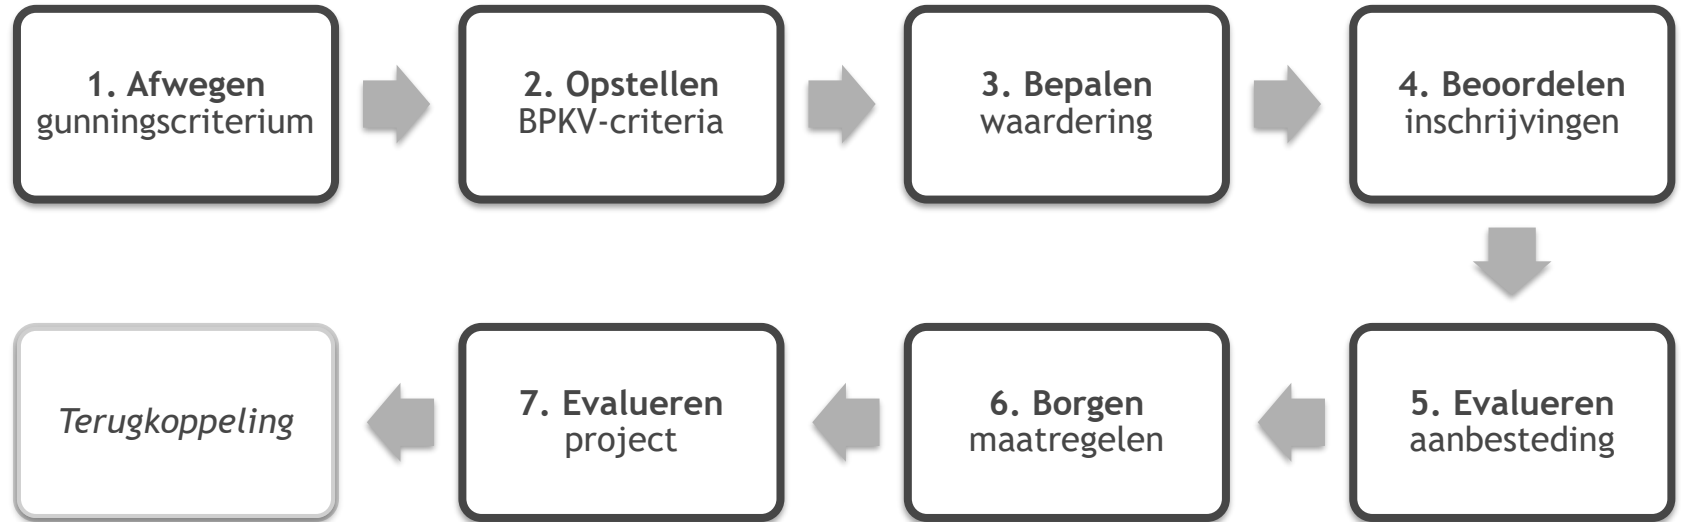 1. Afwegen
gunningscriterium
2. Opstellen
BPKV-criteria
3. Bepalen
waardering
4. Beoordelen
inschrijvingen
5. Evalueren
aanbesteding
6. Borgen
maatregelen
7. Evalueren
project
Terugkoppeling